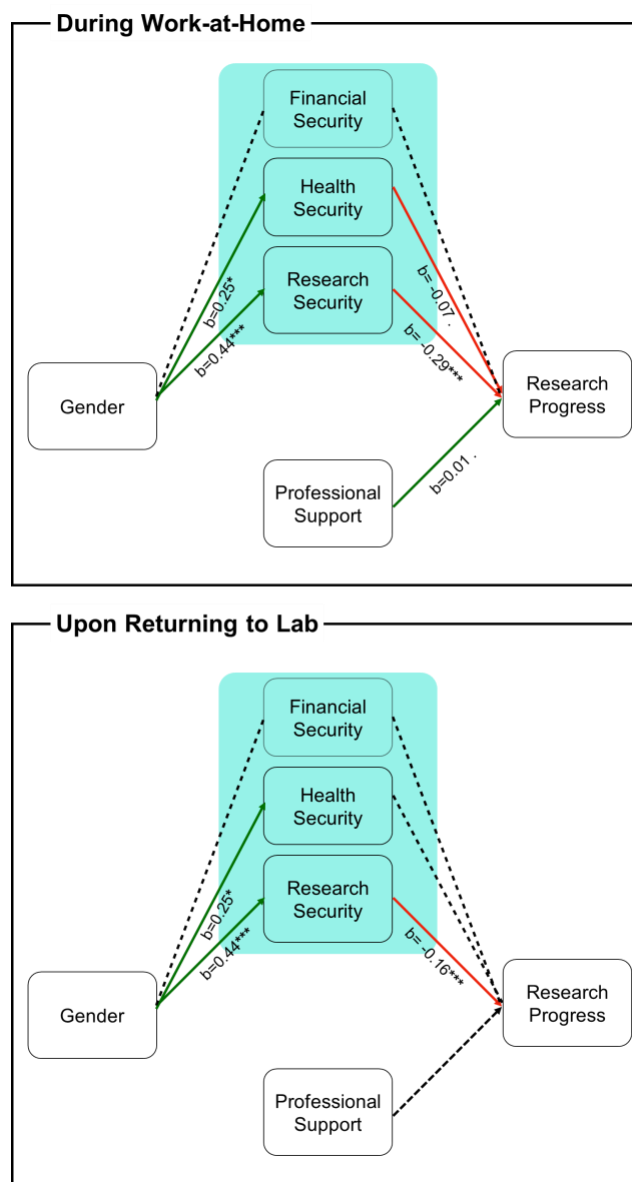 During Work-at-Home
Financial
Security
Health
Security
Research
Security
b=0.25*
b=0.44***
b= -0.07 .
b= -0.29***
Gender
Research
Progress
Professional
Support
b=0.01 .
Upon Returning to Lab
Financial
Security
Health
Security
Research
Security
b=0.25*
b=0.44***
b= -0.16***
Gender
Research
Progress
Professional
Support